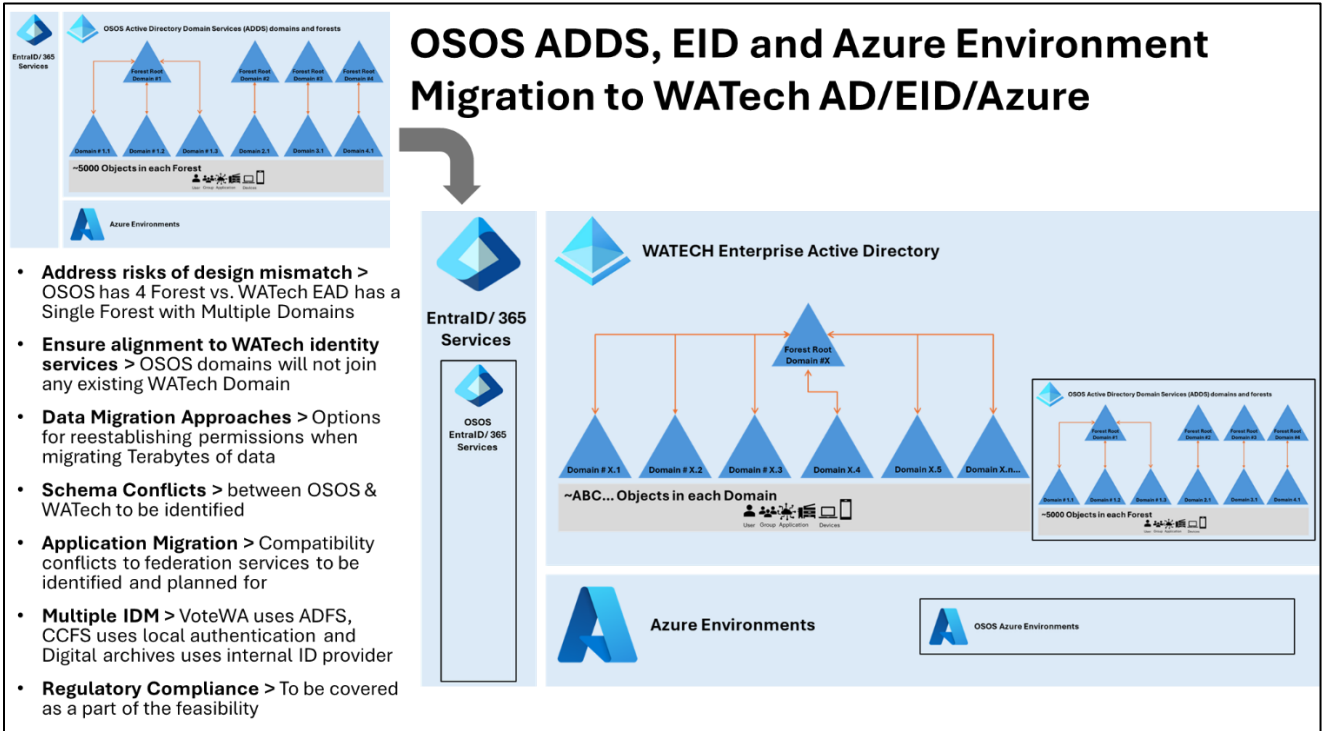 OSOS Active Directory Domain Services (ADDS) domains and forests
EntraID/ 365
Services
Forest Root
Domain #1
Forest Root
Domain #2
Forest Root
Domain #3
Forest Root
Domain #4
Domain # 1.1
Domain # 1.2
Domain # 1.3
Domain 2.1
Domain 3.1
Domain 4.1
~5000 Objects in each Forest
User Group Application Devices
Azure Environments
OSOS ADDS, EID and Azure Environment
Migration to WATech AD/EID/Azure
• Address risks of design mismatch >
OSOS has 4 Forest vs. WATech EAD has a
Single Forest with Multiple Domains
• Ensure alignment to WATech identity
services > OSOS domains will not join
any existing WATech Domain
• Data Migration Approaches > Options
for reestablishing permissions when
migrating Terabytes of data
• Schema Conflicts > between OSOS &
WATech to be identified
• Application Migration > Compatibility
conflicts to federation services to be
identified and planned for
• Multiple IDM > VoteWA uses ADFS,
CCFS uses local authentication and
Digital archives uses internal ID provider
• Regulatory Compliance > To be covered
as a part of the feasibility
EntraID/ 365
Services
OSOS
EntraID/ 365
Services
WATECH Enterprise Active Directory
Forest Root
Domain #X
Domain # X.1
Domain # X.2
Domain # X.3
Domain X.4
Domain X.5
Domain X.n...
~ABC... Objects in each Domain
User Group Application Devices
OSOS Active Directory Domain Services (ADDS) domains and forests
Forest Root
Domain #1
Forest Root
Domain #2
Forest Root
Domain #3
Forest Root
Domain #4
Domain # 1.1
Domain # 1.2
Domain # 1.3
Domain 2.1
Domain 3.1
Domain 4.1
~5000 Objects in each Forest
User Group Application Devices
Azure Environments
OSOS Azure Environments